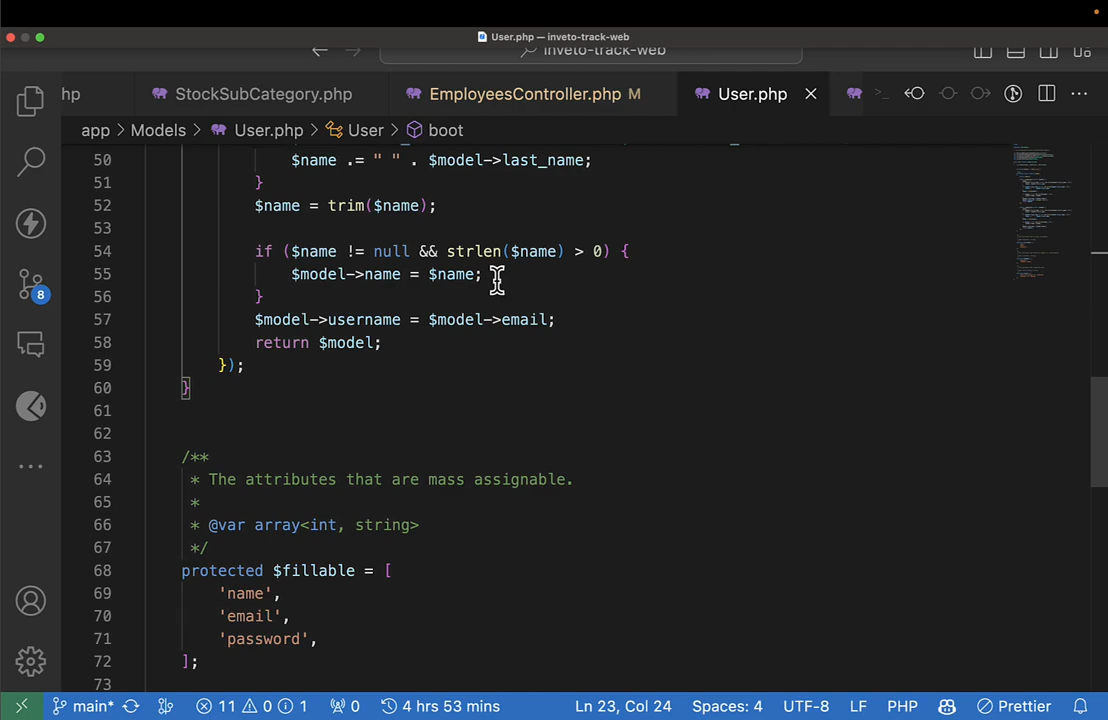 User.php — inveto-track-web
inveto-track-web
hp
StockSubCategory.php
EmployeesController.php M
User.php
app > Models > User.php > User > boot
50 $name .= " " . $model->last_name;
51 }
52 $name = trim($name);
53
54 if ($name != null && strlen($name) > 0) {
55 $model->name = $name;
56 }
57 $model->username = $model->email;
58 return $model;
59 });
60 }
61
62
63 /**
64 * The attributes that are mass assignable.
65 *
66 * @var array<int, string>
67 */
68 protected $fillable = [
69 'name',
70 'email',
71 'password',
72 ];
73
8
main* 11 0 1 0 4 hrs 53 mins Ln 23, Col 24 Spaces: 4 UTF-8 LF PHP Prettier